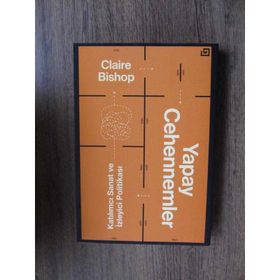 Claire
Bishop
Yapay
Cehennemler
Katılımcı Sanat ve
İzleyici Politikası